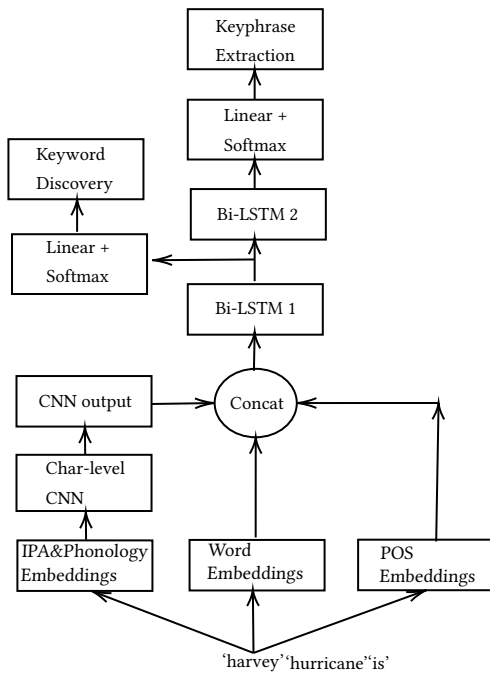 Keyphrase
Extraction
Linear +
Softmax
Keyword
Discovery
Bi-LSTM 2
Linear +
Softmax
Bi-LSTM 1
CNN output
Concat
Char-level
CNN
IPA&Phonology
Embeddings
Word
Embeddings
POS
Embeddings
‘harvey’ ‘hurricane’ ‘is’